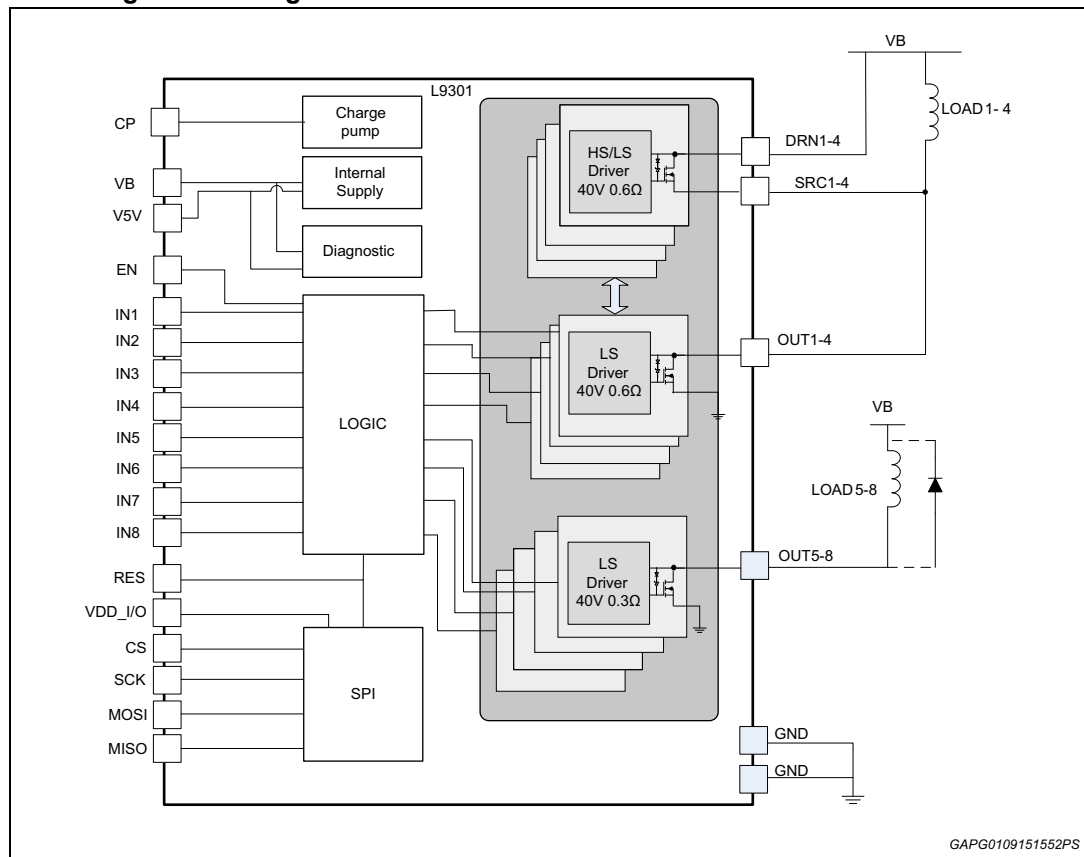 L9301
CP
VB
V5V
EN
IN1
IN2
IN3
IN4
IN5
IN6
IN7
IN8
RES
VDD_I/O
CS
SCK
MOSI
MISO
Charge
pump
Internal
Supply
Diagnostic
LOGIC
SPI
HS/LS
Driver
40V 0.6Ω
LS
Driver
40V 0.6Ω
LS
Driver
40V 0.3Ω
VB
LOAD 1- 4
DRN1-4
SRC1-4
OUT1-4
VB
LOAD 5-8
OUT5-8
GND
GND
GAPG0109151552PS